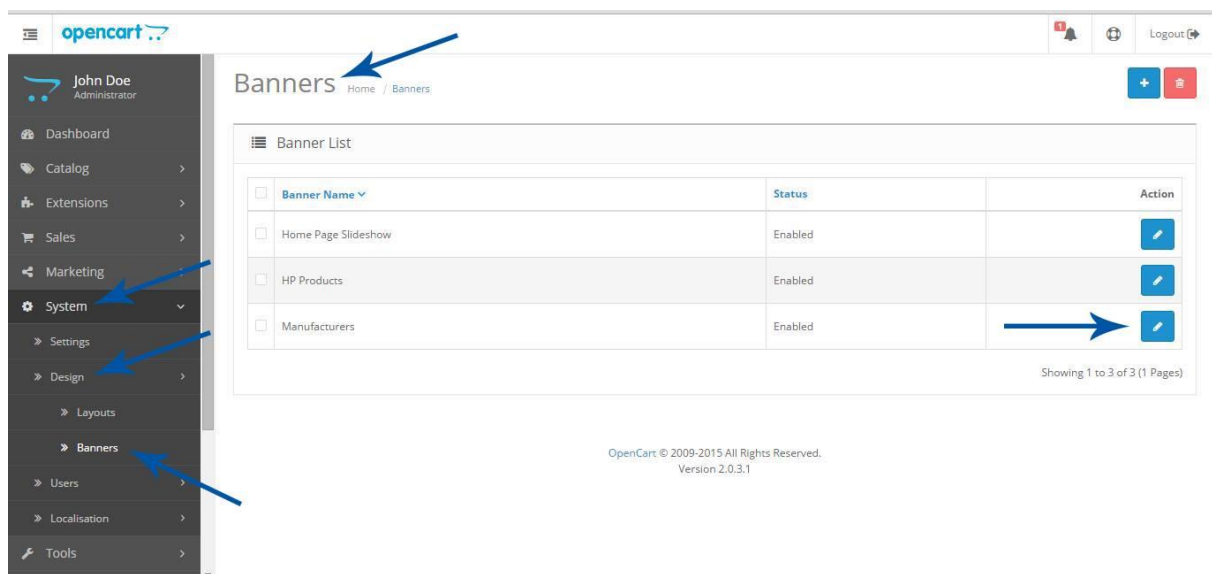 opencart
1
Logout
John Doe
Administrator
Dashboard
Catalog
Extensions
Sales
Marketing
System
Settings
Design
Layouts
Banners
Users
Localisation
Tools
Banners Home / Banners
Banner List
Banner Name Status Action
Home Page Slideshow Enabled
HP Products Enabled
Manufacturers Enabled
Showing 1 to 3 of 3 (1 Pages)
OpenCart © 2009-2015 All Rights Reserved.
Version 2.0.3.1